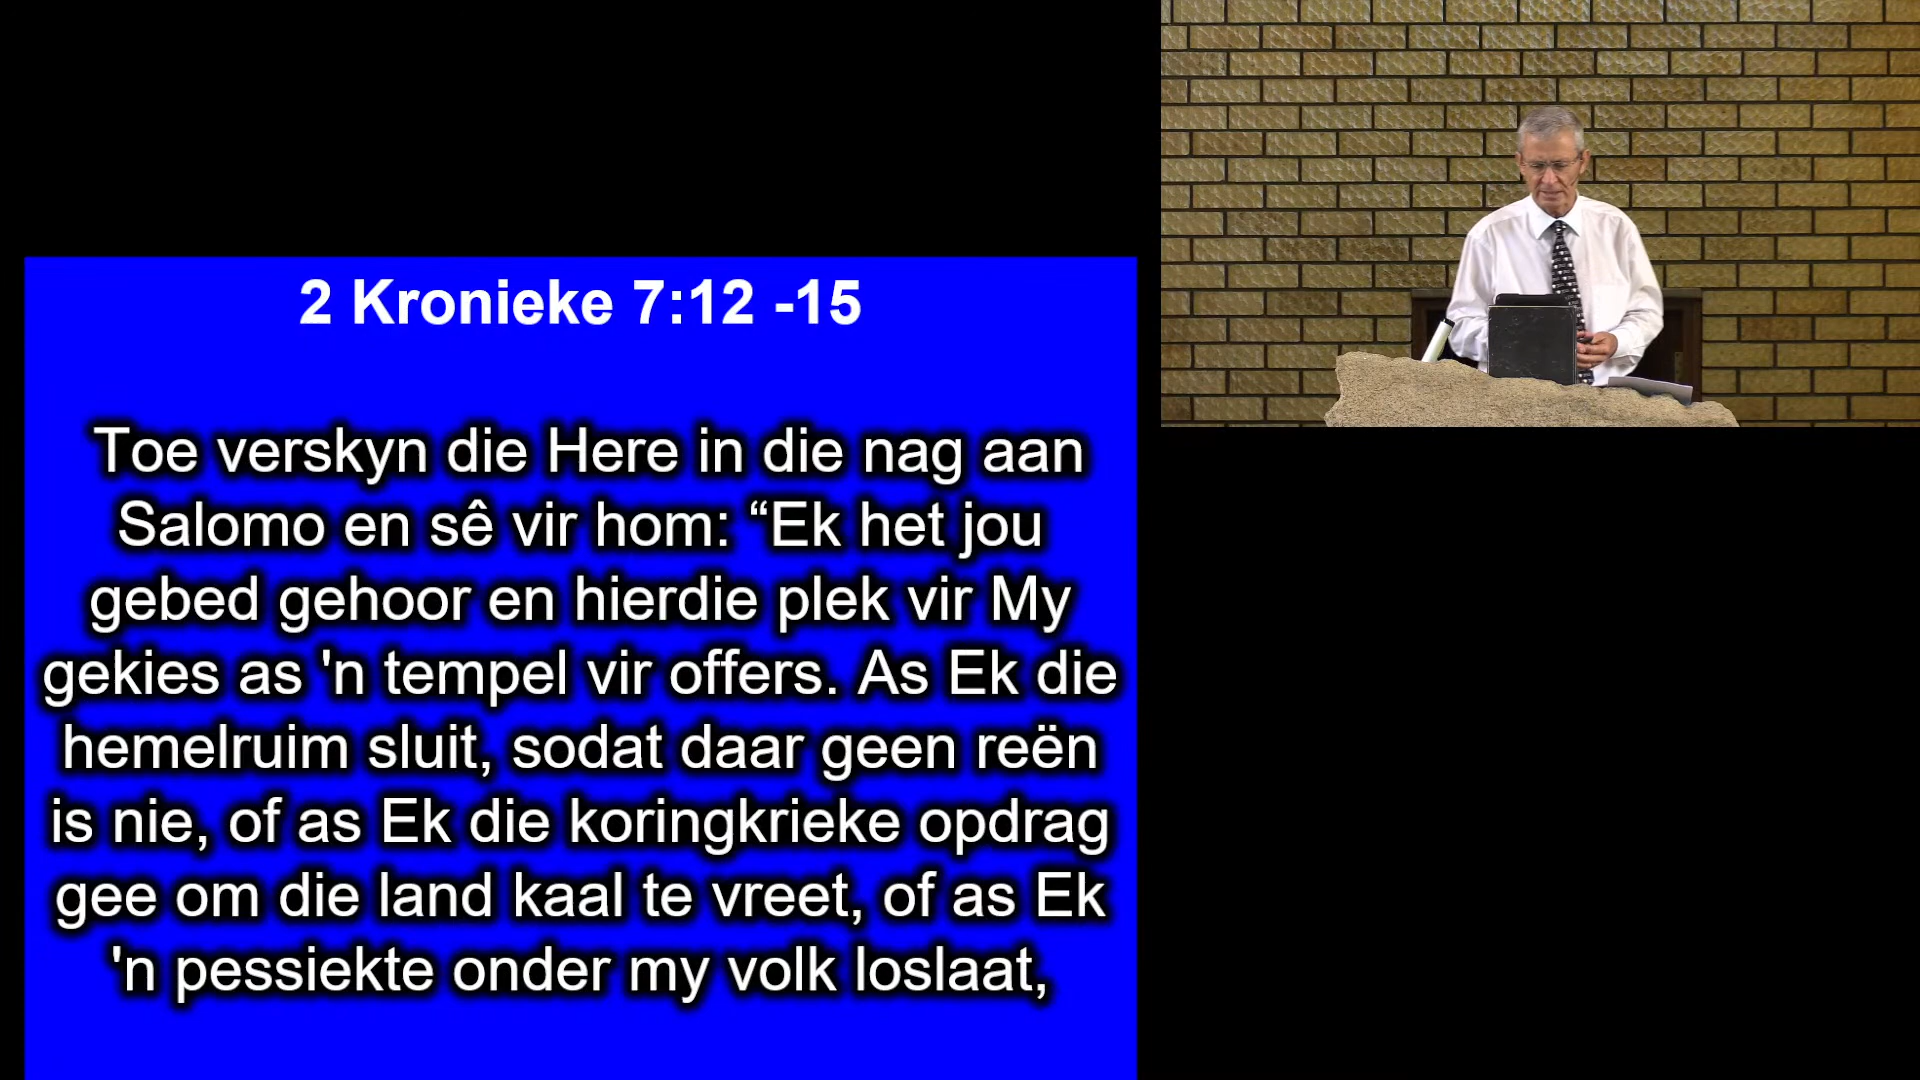 2 Kronieke 7:12 -15
Toe verskyn die Here in die nag aan
Salomo en sê vir hom: “Ek het jou
gebed gehoor en hierdie plek vir My
gekies as 'n tempel vir offers. As Ek die
hemelruim sluit, sodat daar geen reën
is nie, of as Ek die koringkrieke opdrag
gee om die land kaal te vreet, of as Ek
'n pessiekte onder my volk loslaat,